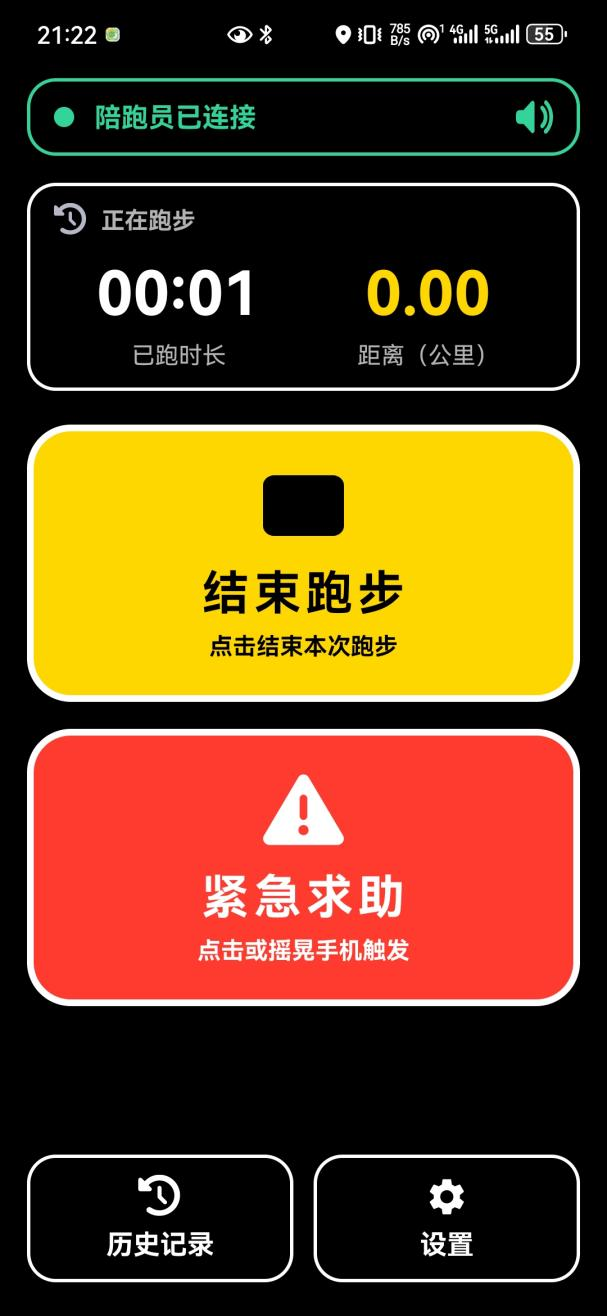 21:22
785 B/s 1 4G 5G 55
陪跑员已连接
正在跑步
00:01 0.00
已跑时长 距离（公里）
结束跑步
点击结束本次跑步
紧急求助
点击或摇晃手机触发
历史记录 设置